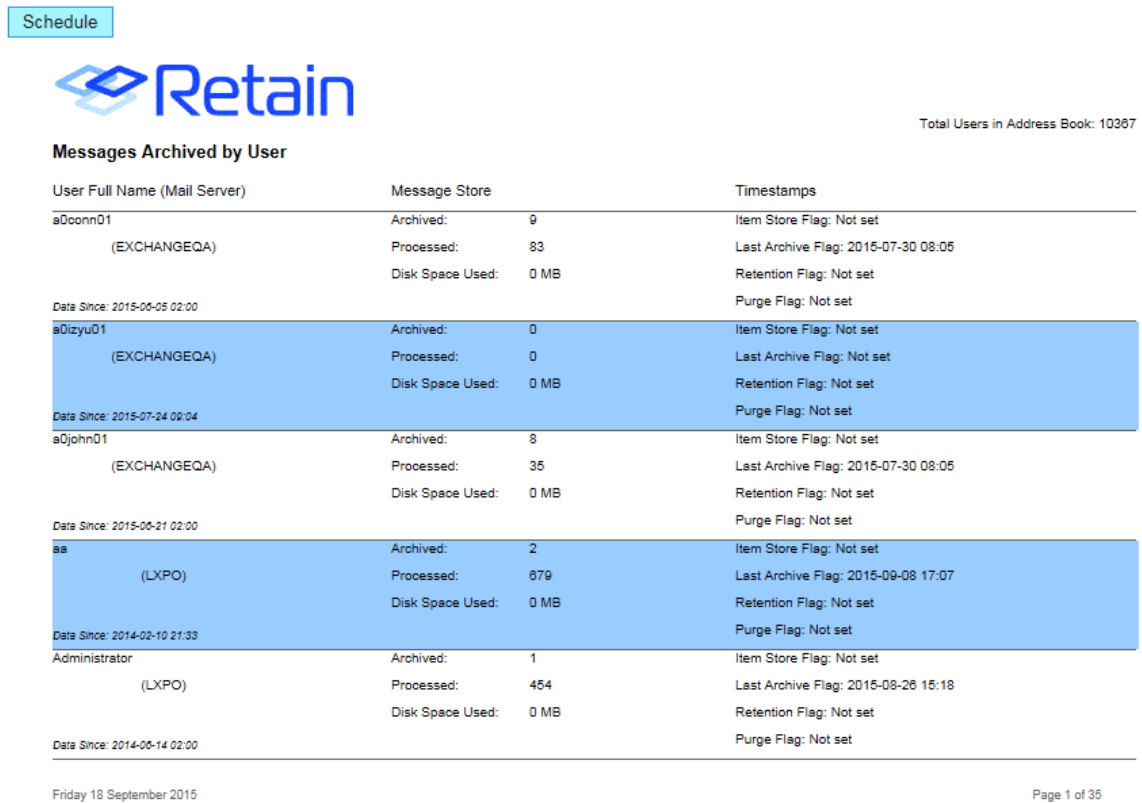 Schedule
Retain
Total Users in Address Book: 10367
Messages Archived by User
User Full Name (Mail Server) Message Store Timestamps
a0conn01 Archived: 9 Item Store Flag: Not set
(EXCHANGEQA) Processed: 83 Last Archive Flag: 2015-07-30 08:05
Disk Space Used: 0 MB Retention Flag: Not set
Purge Flag: Not set
Data Since: 2015-06-05 02:00
a0izyu01 Archived: 0 Item Store Flag: Not set
(EXCHANGEQA) Processed: 0 Last Archive Flag: Not set
Disk Space Used: 0 MB Retention Flag: Not set
Purge Flag: Not set
Data Since: 2015-07-24 09:04
a0john01 Archived: 8 Item Store Flag: Not set
(EXCHANGEQA) Processed: 35 Last Archive Flag: 2015-07-30 08:05
Disk Space Used: 0 MB Retention Flag: Not set
Purge Flag: Not set
Data Since: 2015-06-21 02:00
aa Archived: 2 Item Store Flag: Not set
(LXPO) Processed: 679 Last Archive Flag: 2015-09-08 17:07
Disk Space Used: 0 MB Retention Flag: Not set
Purge Flag: Not set
Data Since: 2014-02-10 21:33
Administrator Archived: 1 Item Store Flag: Not set
(LXPO) Processed: 454 Last Archive Flag: 2015-08-26 15:18
Disk Space Used: 0 MB Retention Flag: Not set
Purge Flag: Not set
Data Since: 2014-06-14 02:00
Friday 18 September 2015 Page 1 of 35